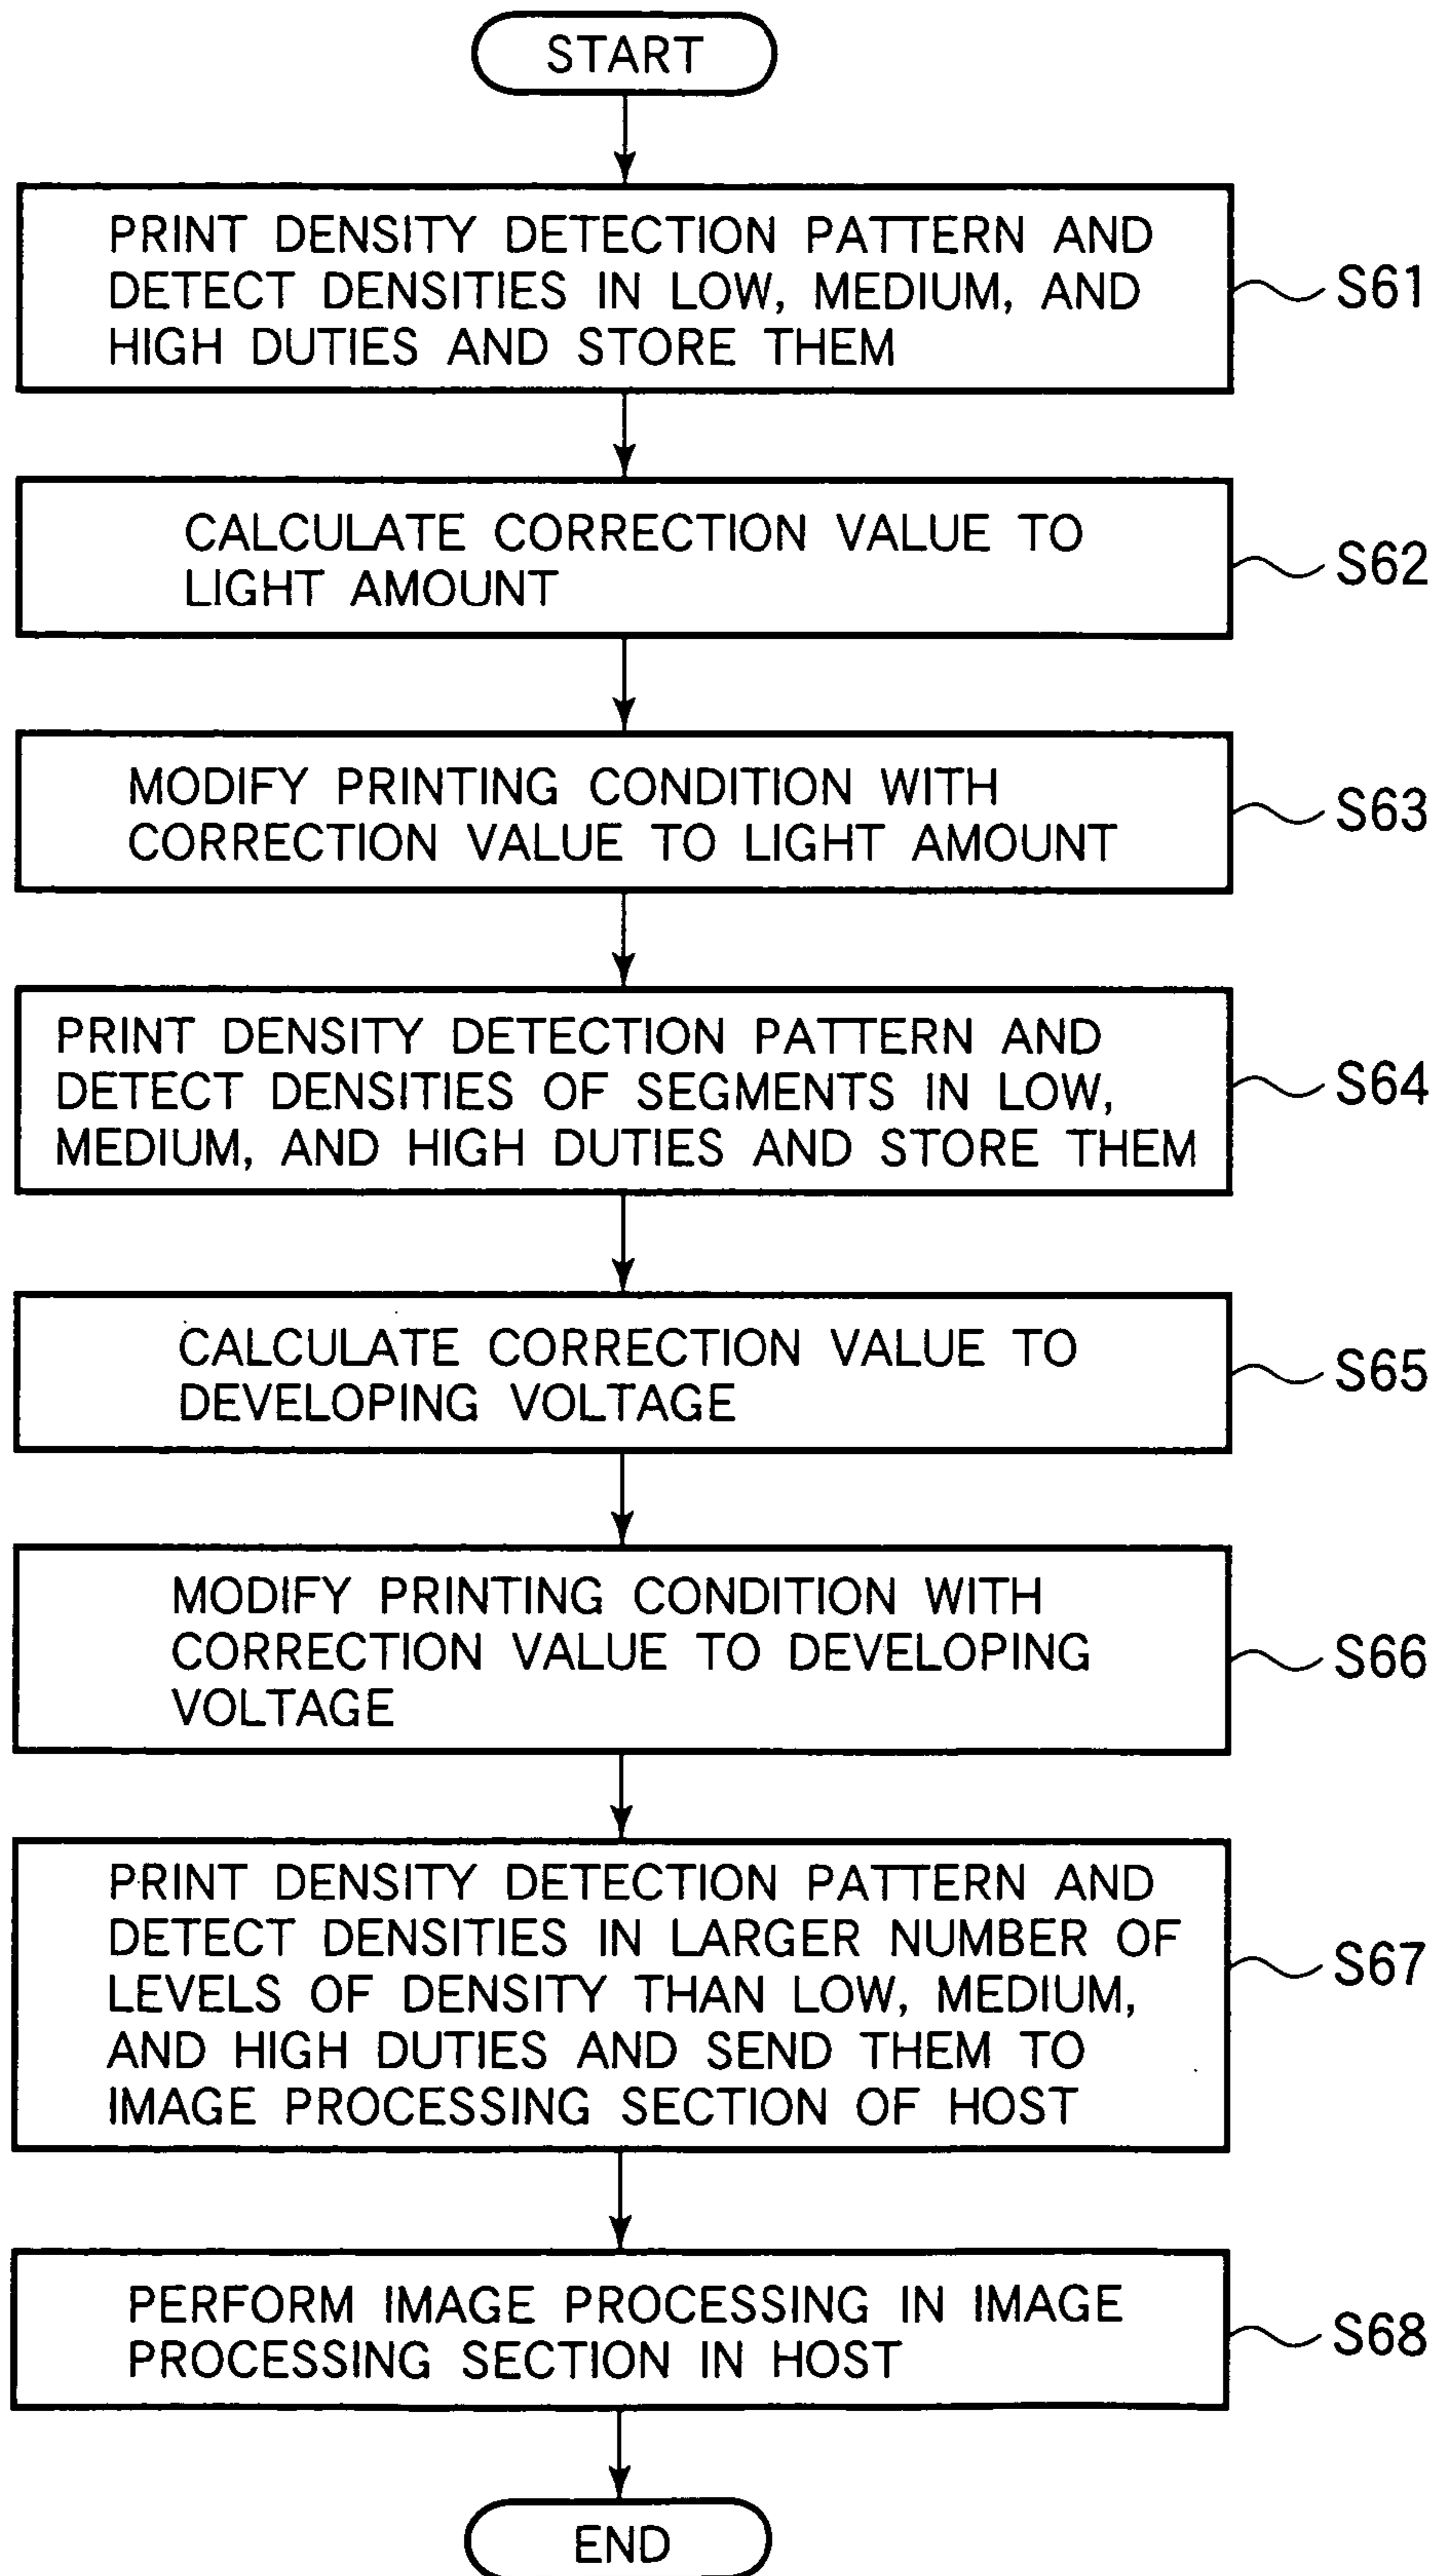 START
PRINT DENSITY DETECTION PATTERN AND
DETECT DENSITIES IN LOW, MEDIUM, AND
HIGH DUTIES AND STORE THEM
S61
CALCULATE CORRECTION VALUE TO
LIGHT AMOUNT
S62
MODIFY PRINTING CONDITION WITH
CORRECTION VALUE TO LIGHT AMOUNT
S63
PRINT DENSITY DETECTION PATTERN AND
DETECT DENSITIES OF SEGMENTS IN LOW,
MEDIUM, AND HIGH DUTIES AND STORE THEM
S64
CALCULATE CORRECTION VALUE TO
DEVELOPING VOLTAGE
S65
MODIFY PRINTING CONDITION WITH
CORRECTION VALUE TO DEVELOPING
VOLTAGE
S66
PRINT DENSITY DETECTION PATTERN AND
DETECT DENSITIES IN LARGER NUMBER OF
LEVELS OF DENSITY THAN LOW, MEDIUM,
AND HIGH DUTIES AND SEND THEM TO
IMAGE PROCESSING SECTION OF HOST
S67
PERFORM IMAGE PROCESSING IN IMAGE
PROCESSING SECTION IN HOST
S68
END